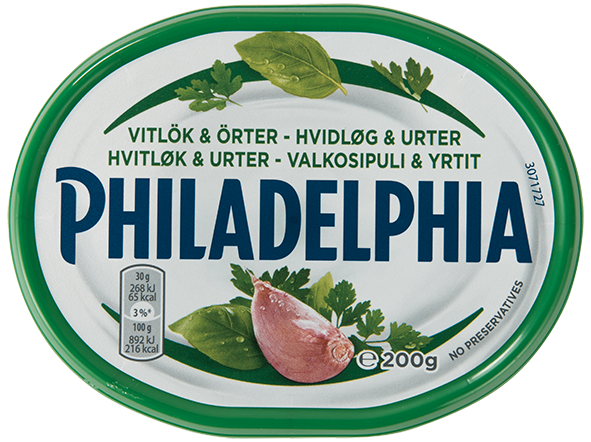 VITLÖK & ÖRTER - HVIDLØG & URTER
HVITLØK & URTER - VALKOSIPULI & YRTIT
PHILADELPHIA
3071727
30 g
268 kJ
65 kcal
3 %*
100 g
892 kJ
216 kcal
e 200g
NO PRESERVATIVES